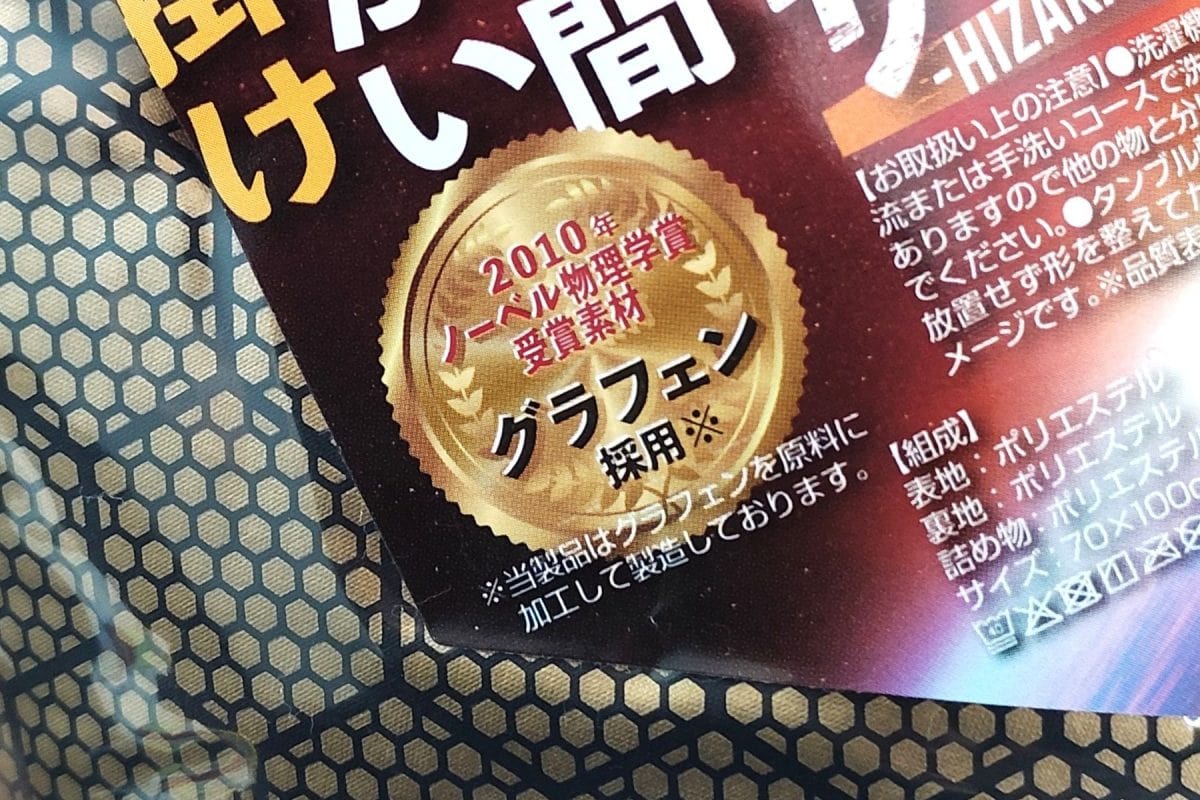 け
い間
-HIZAK
2010年
ノーベル物理学賞
受賞素材
グラフェン
採用※
※当製品はグラフェンを原料に
加工して製造しております。
【お取扱い上の注意】●洗濯機
流または手洗いコースで洗
ありますので他の物と分
でください。●タンブル
放置せず形を整えて
メージです。※品質表
【組成】
表地:ポリエステル
裏地:ポリエステル
詰め物:ポリエステル
サイズ:70×100c